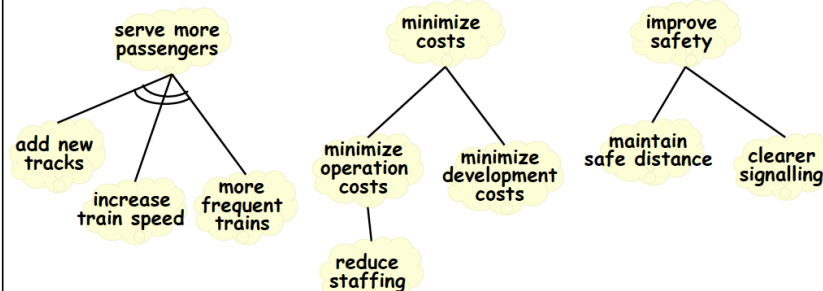 serve more
passengers
minimize
costs
improve
safety
add new
tracks
increase
train speed
more
frequent
trains
minimize
operation
costs
minimize
development
costs
maintain
safe distance
clearer
signalling
reduce
staffing